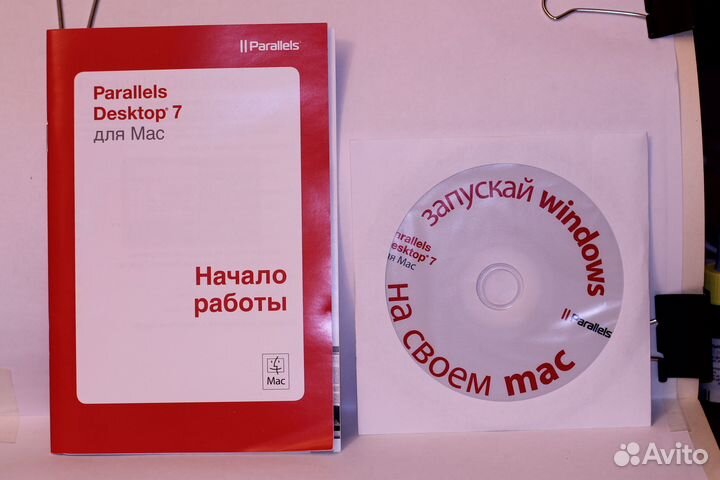 Parallels
Parallels
Desktop® 7
для Mac
Начало
работы
Mac
запускай windows
на своем mac
Parallels
Desktop® 7
для Mac
Parallels
Avito